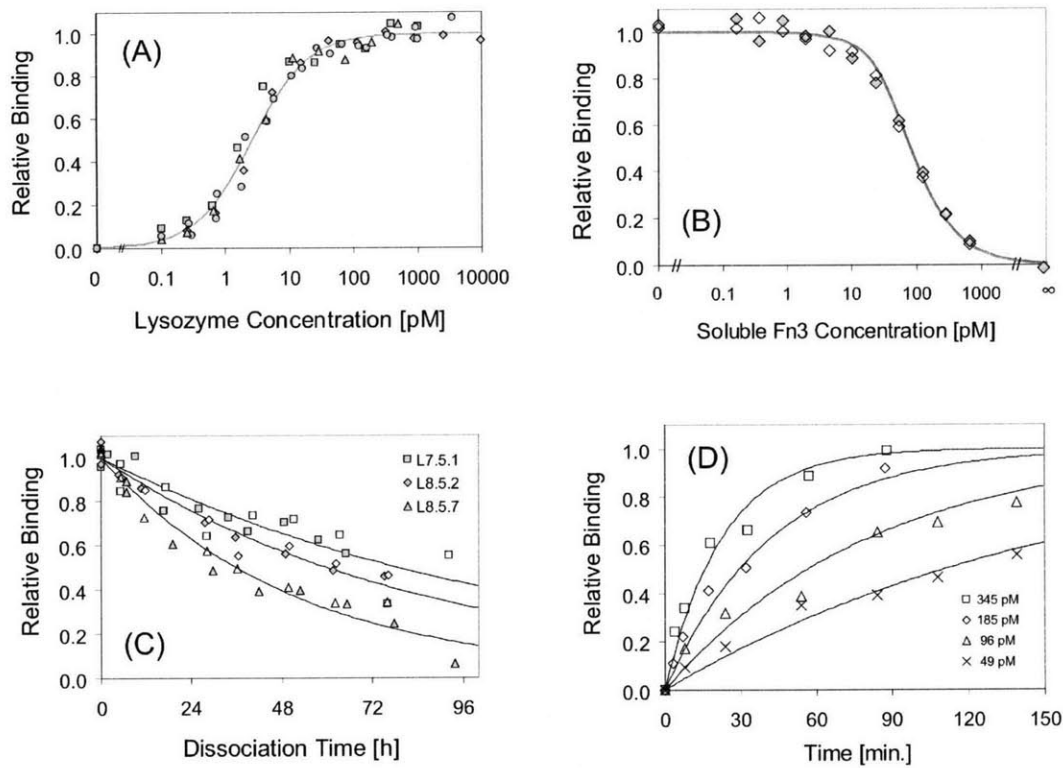 (A)
Relative Binding
1.0
0.8
0.6
0.4
0.2
0.0
0 0.1 1 10 100 1000 10000
Lysozyme Concentration [pM]
(B)
Relative Binding
1.0
0.8
0.6
0.4
0.2
0.0
0 0.1 1 10 100 1000 ∞
Soluble Fn3 Concentration [pM]
(C)
Relative Binding
1.0
0.8
0.6
0.4
0.2
0.0
L7.5.1
L8.5.2
L8.5.7
0 24 48 72 96
Dissociation Time [h]
(D)
Relative Binding
1.0
0.8
0.6
0.4
0.2
0.0
345 pM
185 pM
96 pM
49 pM
0 30 60 90 120 150
Time [min.]